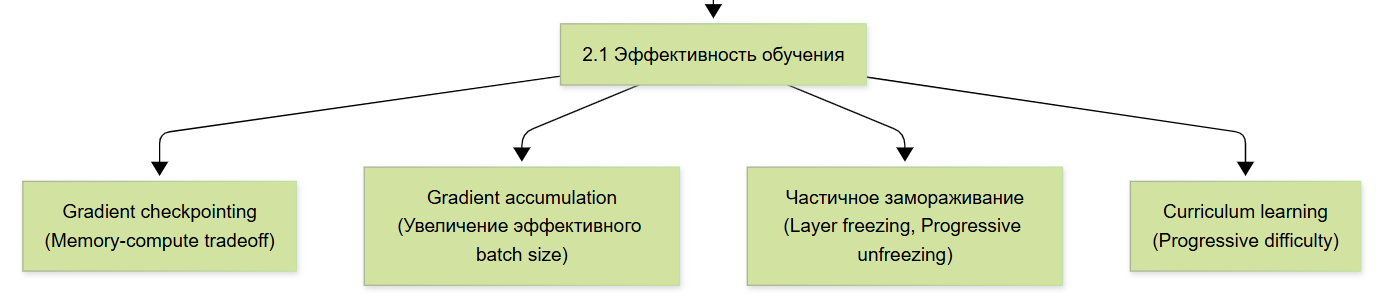 2.1 Эффективность обучения
Gradient checkpointing
(Memory-compute tradeoff)
Gradient accumulation
(Увеличение эффективного
batch size)
Частичное замораживание
(Layer freezing, Progressive
unfreezing)
Curriculum learning
(Progressive difficulty)